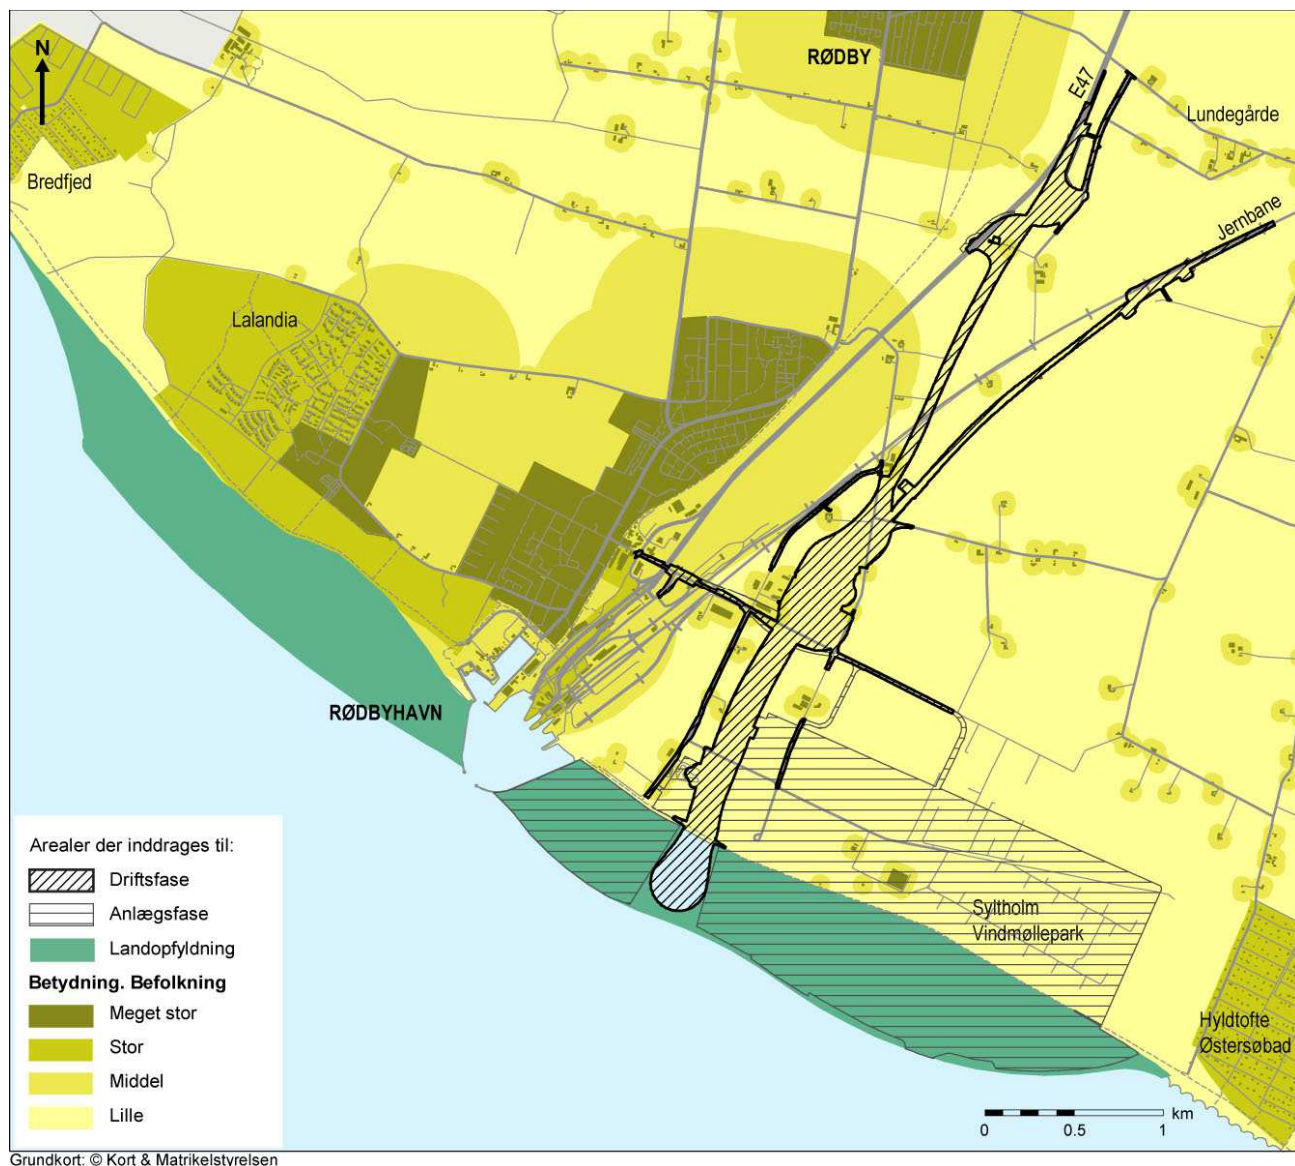 N
RØDBY
E47
Lundegårde
Bredfjed
Jernbane
Lalandia
RØDBYHAVN
Syltholm
Vindmøllepark
Hyldtofte
Østersøbad
Arealer der inddrages til:
Driftsfase
Anlægsfase
Landopfyldning
Betydning. Befolkning
Meget stor
Stor
Middel
Lille
km
0 0.5 1
Grundkort: © Kort & Matrikelstyrelsen